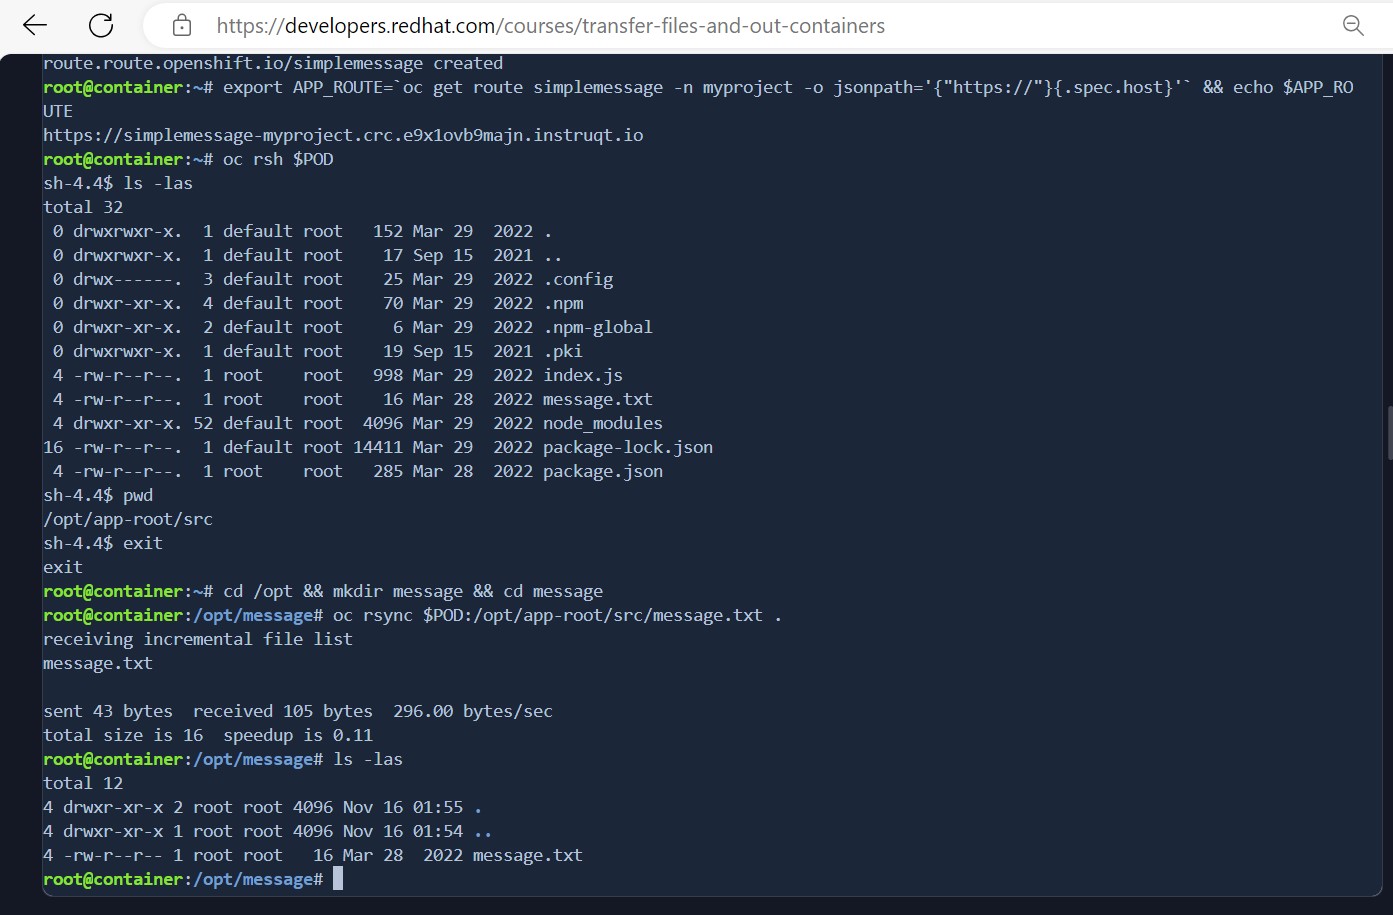 https://developers.redhat.com/courses/transfer-files-and-out-containers
route.route.openshift.io/simplemessage created
root@container:~# export APP_ROUTE=`oc get route simplemessage -n myproject -o jsonpath='{"https://"}{.spec.host}'` && echo $APP_RO
UTE
https://simplemessage-myproject.crc.e9x1ovb9majn.instruqt.io
root@container:~# oc rsh $POD
sh-4.4$ ls -las
total 32
 0 drwxrwxr-x.  1 default root   152 Mar 29  2022 .
 0 drwxrwxr-x.  1 default root    17 Sep 15  2021 ..
 0 drwx------.  3 default root    25 Mar 29  2022 .config
 0 drwxr-xr-x.  4 default root    70 Mar 29  2022 .npm
 0 drwxr-xr-x.  2 default root     6 Mar 29  2022 .npm-global
 0 drwxrwxr-x.  1 default root    19 Sep 15  2021 .pki
 4 -rw-r--r--.  1 root    root   998 Mar 29  2022 index.js
 4 -rw-r--r--.  1 root    root    16 Mar 28  2022 message.txt
 4 drwxr-xr-x. 52 default root  4096 Mar 29  2022 node_modules
16 -rw-r--r--.  1 default root 14411 Mar 29  2022 package-lock.json
 4 -rw-r--r--.  1 root    root   285 Mar 28  2022 package.json
sh-4.4$ pwd
/opt/app-root/src
sh-4.4$ exit
exit
root@container:~# cd /opt && mkdir message && cd message
root@container:/opt/message# oc rsync $POD:/opt/app-root/src/message.txt .
receiving incremental file list
message.txt
sent 43 bytes  received 105 bytes  296.00 bytes/sec
total size is 16  speedup is 0.11
root@container:/opt/message# ls -las
total 12
4 drwxr-xr-x 2 root root 4096 Nov 16 01:55 .
4 drwxr-xr-x 1 root root 4096 Nov 16 01:54 ..
4 -rw-r--r-- 1 root root   16 Mar 28  2022 message.txt
root@container:/opt/message#